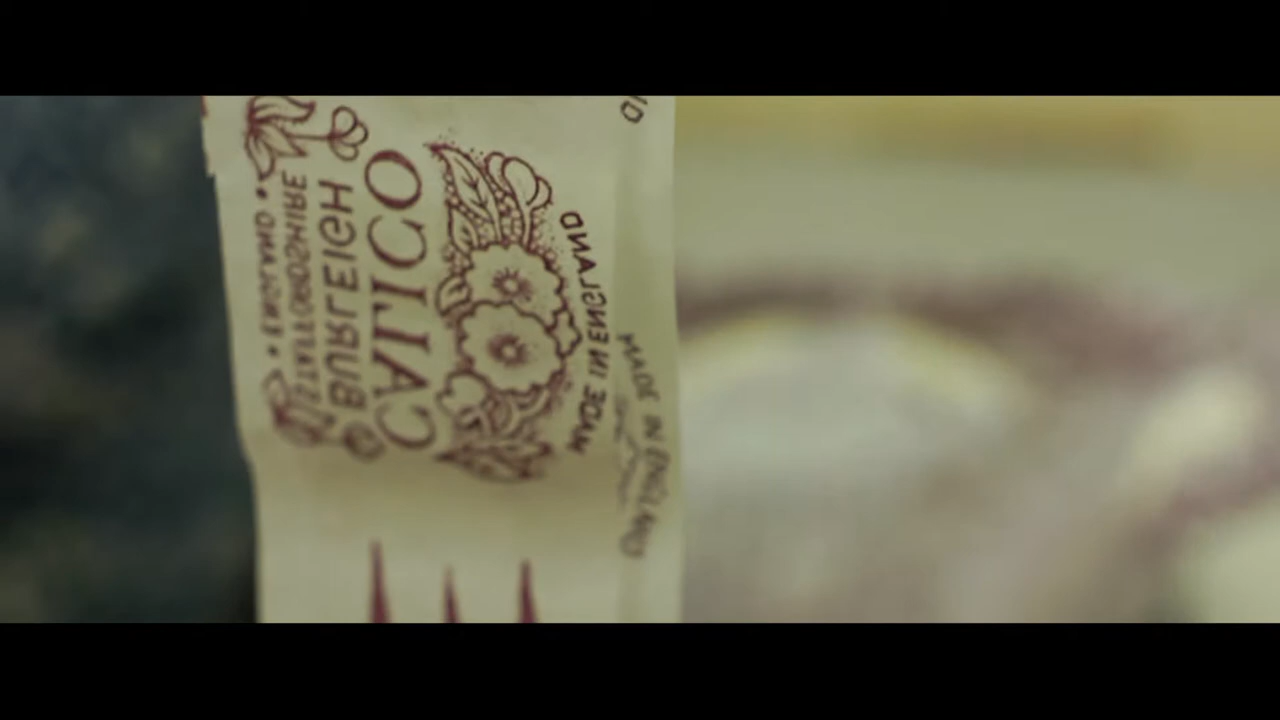 MADE IN ENGLAND
MADE IN ENGLAND
CALICO
BURLEIGH
STAFFORDSHIRE
• ENGLAND •